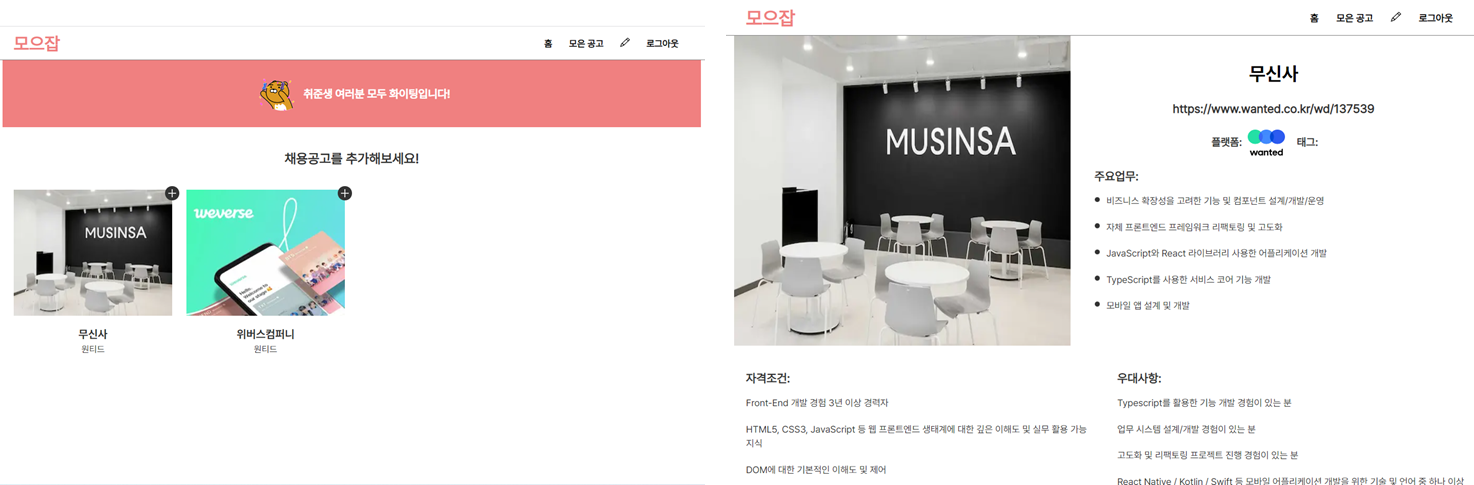 모으잡
홈 모은 공고 로그아웃
취준생 여러분 모두 화이팅입니다!
채용공고를 추가해보세요!
MUSINSA
weverse
무신사
원티드
위버스컴퍼니
원티드
모으잡
홈 모은 공고 로그아웃
MUSINSA
무신사
https://www.wanted.co.kr/wd/137539
플랫폼: wanted 태그:
주요업무:
비즈니스 확장성을 고려한 기능 및 컴포넌트 설계/개발/운영
자체 프론트엔드 프레임워크 리팩토링 및 고도화
JavaScript와 React 라이브러리 사용한 어플리케이션 개발
TypeScript를 사용한 서비스 코어 기능 개발
모바일 앱 설계 및 개발
자격조건:
Front-End 개발 경험 3년 이상 경력자
HTML5, CSS3, JavaScript 등 웹 프론트엔드 생태계에 대한 깊은 이해도 및 실무 활용 가능
지식
DOM에 대한 기본적인 이해도 및 제어
우대사항:
Typescript를 활용한 기능 개발 경험이 있는 분
업무 시스템 설계/개발 경험이 있는 분
고도화 및 리팩토링 프로젝트 진행 경험이 있는 분
React Native / Kotlin / Swift 등 모바일 어플리케이션 개발을 위한 기술 및 언어 중 하나 이상